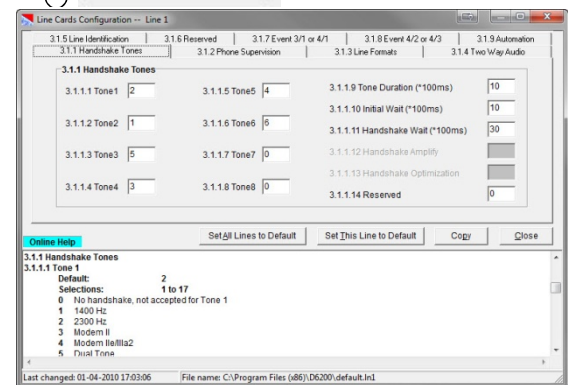 Line Cards Configuration -- Line 1
3.1.5 Line Identification 3.1.6 Reserved 3.1.7 Event 3/1 or 4/1 3.1.8 Event 4/2 or 4/3 3.1.9 Automation
3.1.1 Handshake Tones 3.1.2 Phone Supervision 3.1.3 Line Formats 3.1.4 Two Way Audio
3.1.1 Handshake Tones
3.1.1.1 Tone1 2 3.1.1.5 Tone5 4 3.1.1.9 Tone Duration (*100ms) 10
3.1.1.10 Initial Wait (*100ms) 10
3.1.1.2 Tone2 1 3.1.1.6 Tone6 6 3.1.1.11 Handshake Wait (*100ms) 30
3.1.1.3 Tone3 5 3.1.1.7 Tone7 0 3.1.1.12 Handshake Amplify
3.1.1.13 Handshake Optimization
3.1.1.4 Tone4 3 3.1.1.8 Tone8 0 3.1.1.14 Reserved 0
Set All Lines to Default Set This Line to Default Copy Close
Online Help
3.1.1 Handshake Tones
3.1.1.1 Tone 1
Default: 2
Selections: 1 to 17
0 No handshake, not accepted for Tone 1
1 1400 Hz
2 2300 Hz
3 Modem II
4 Modem IIe/IIIa2
5 Dual Tone
Last changed: 01-04-2010 17:03:06 File name: C:\Program Files (x86)\D6200\default.ln1